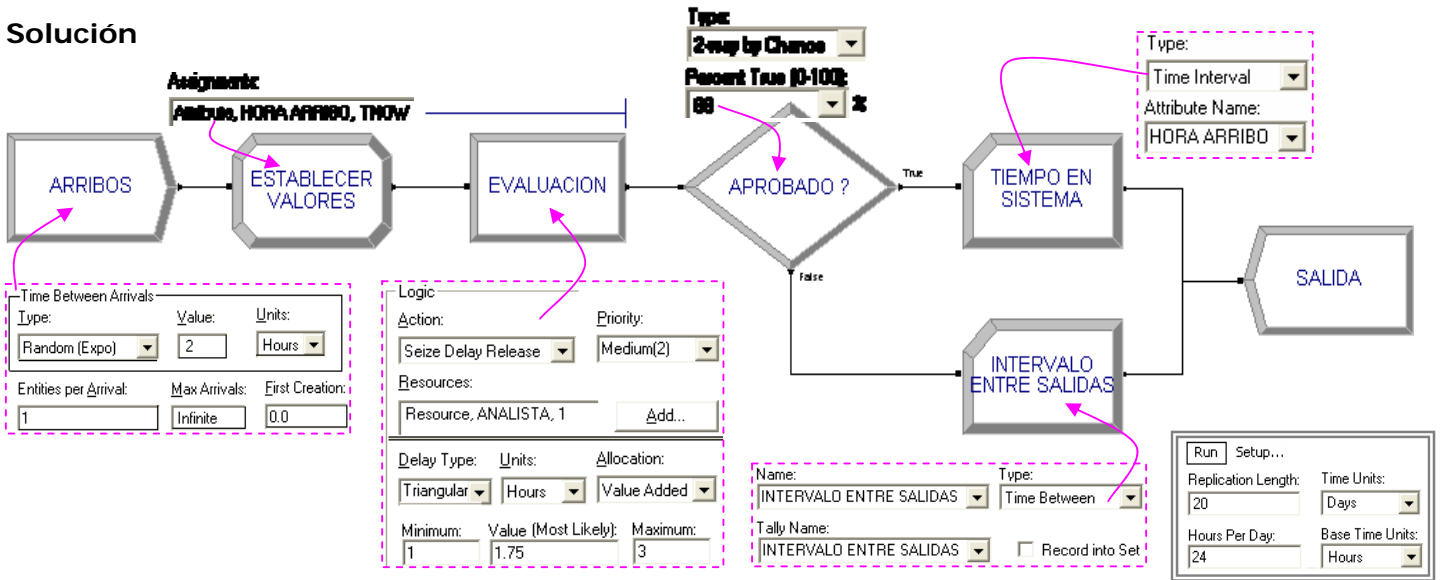 Solución
Type:
2-way by Chance
Percent True (0-100):
%
Type:
Time Interval
Attribute Name:
HORA ARRIBO
Assignments:
Attribute, HORA ARRIBO, TNOW
ARRIBOS
ESTABLECER
VALORES
EVALUACION
APROBADO ?
True
False
TIEMPO EN
SISTEMA
SALIDA
INTERVALO
ENTRE SALIDAS
Time Between Arrivals
Type: Value: Units:
Random (Expo) 2 Hours
Entities per Arrival: Max Arrivals: First Creation:
1 Infinite 0.0
Logic
Action: Priority:
Seize Delay Release Medium(2)
Resources:
Resource, ANALISTA, 1 Add...
Delay Type: Units: Allocation:
Triangular Hours Value Added
Minimum: Value (Most Likely): Maximum:
1 1.75 3
Name: Type:
INTERVALO ENTRE SALIDAS Time Between
Tally Name:
INTERVALO ENTRE SALIDAS Record into Set
Run Setup...
Replication Length: Time Units:
20 Days
Hours Per Day: Base Time Units:
24 Hours